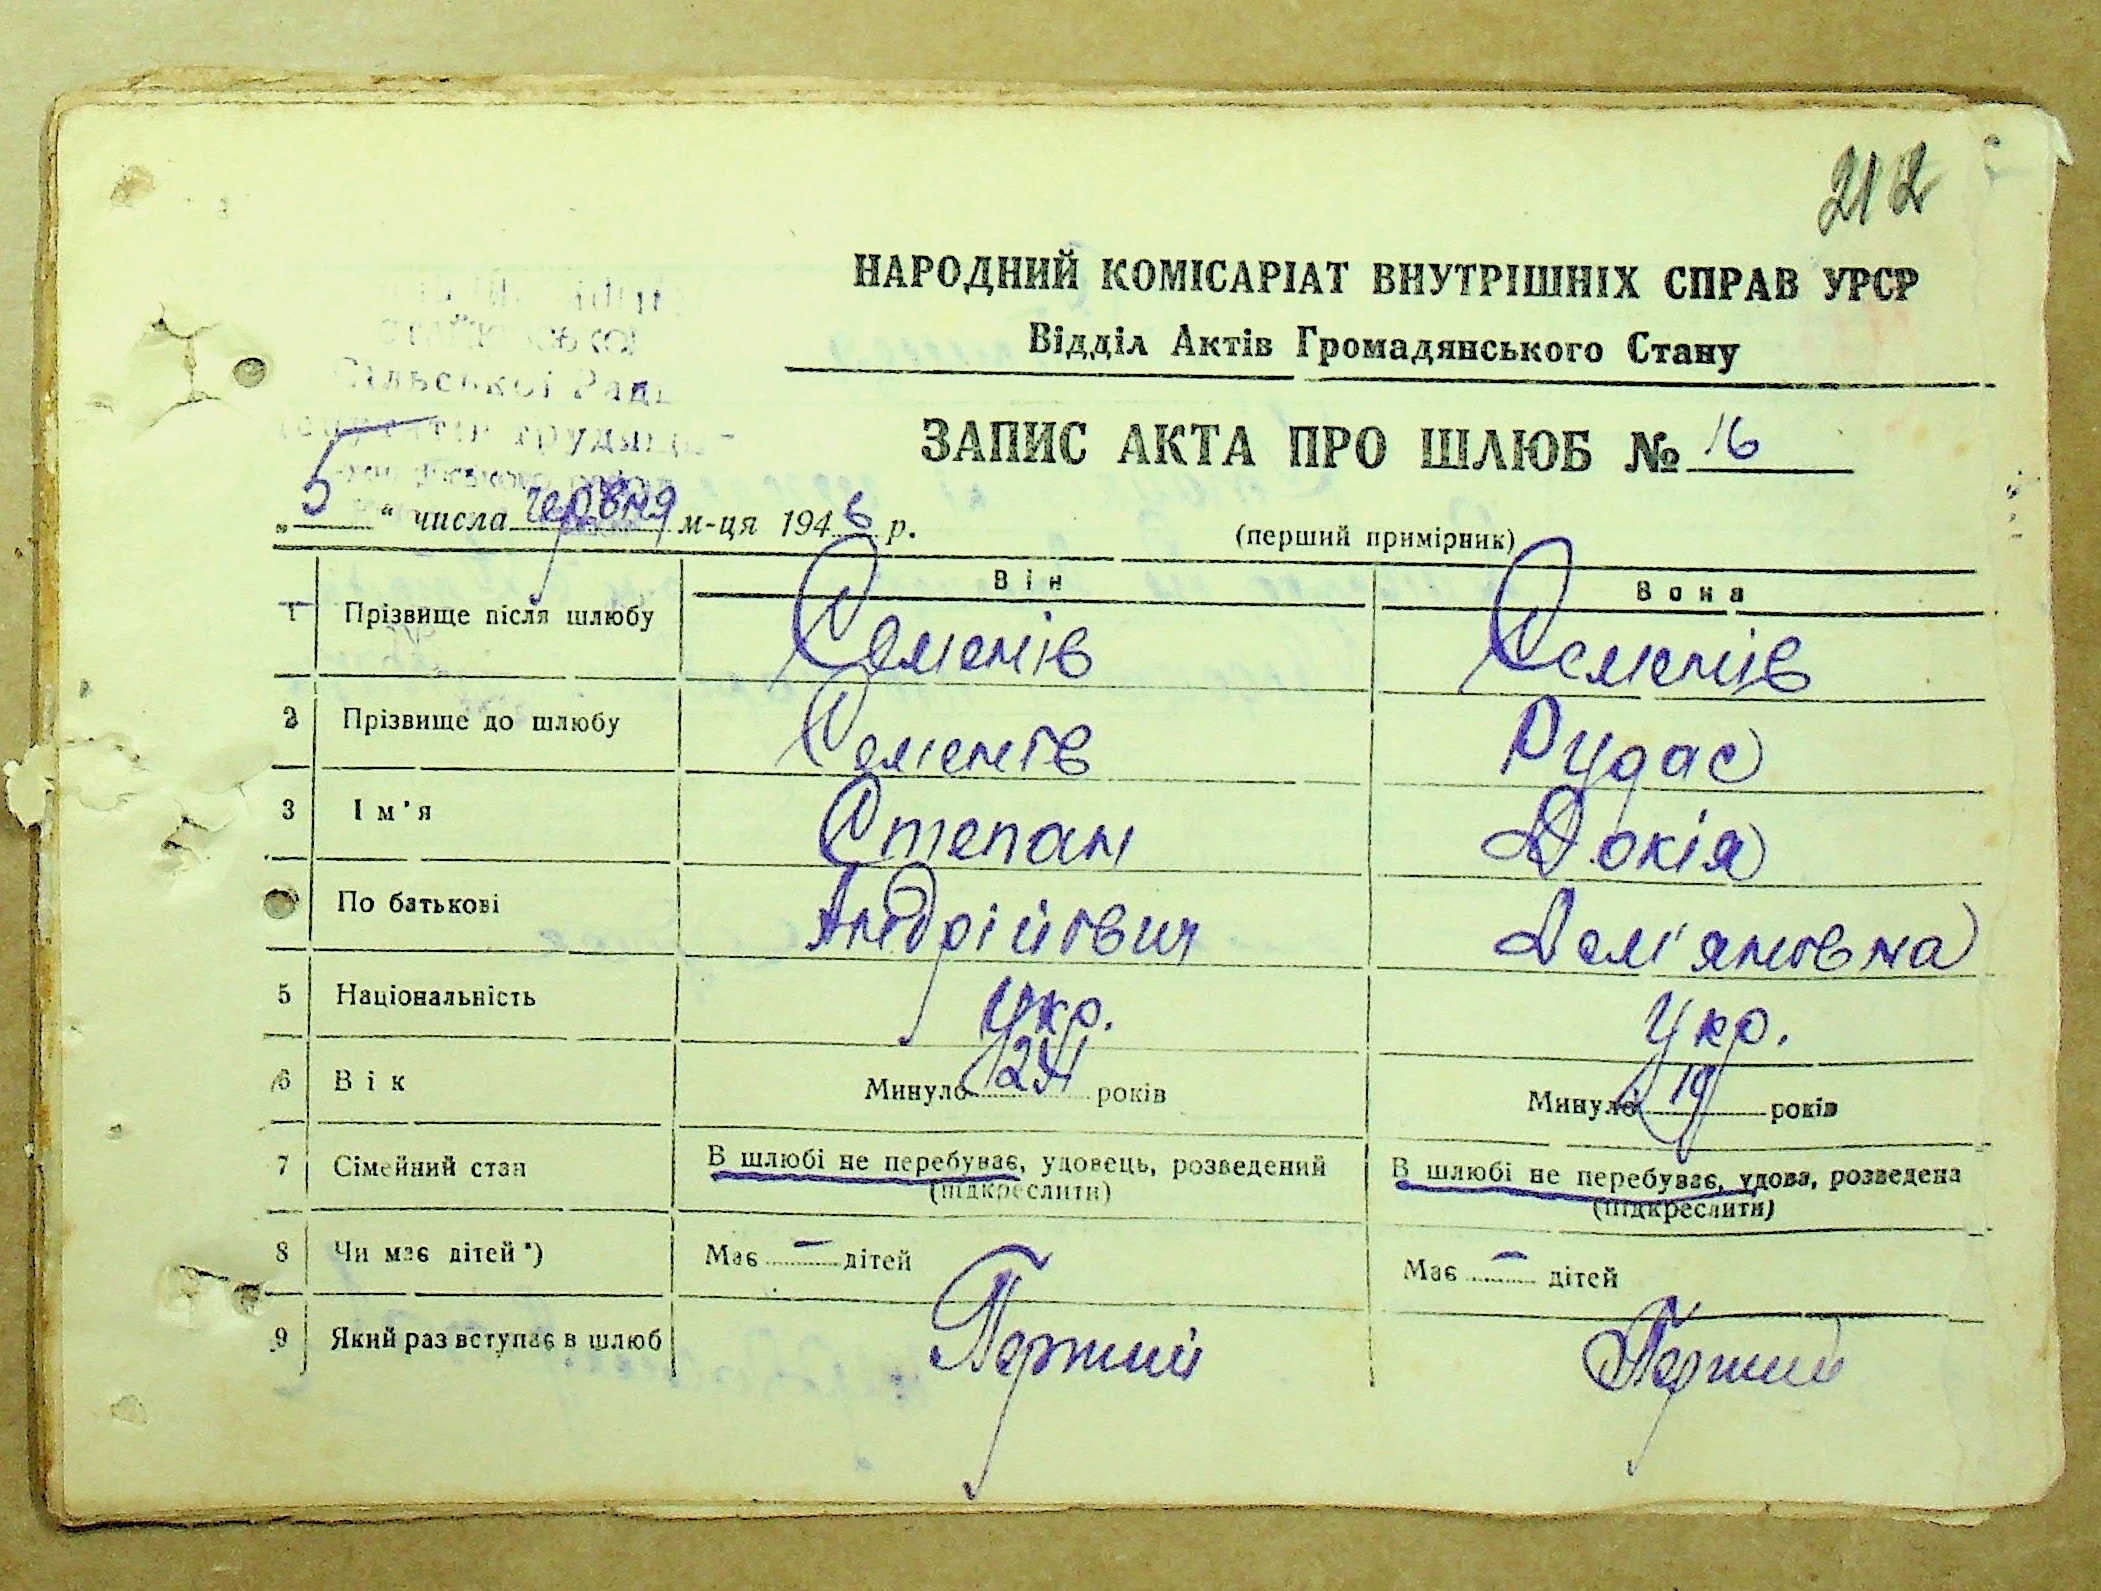 212
НАРОДНИЙ КОМІСАРІАТ ВНУТРІШНІХ СПРАВ УРСР
Відділ Актів Громадянського Стану
Сільської Ради
ЗАПИС АКТА ПРО ШЛЮБ № 16
„ 5 “ числа червня м-ця 1946 р.
(перший примірник)
Він Вона
1 Прізвище після шлюбу Семенів Семенів
2 Прізвище до шлюбу Семенів Рудас
3 Ім'я Степан Докія
По батькові Андрійович Дем'янівна
5 Національність Укр. Укр.
6 Вік Минуло років Минуло 19 років
7 Сімейний стан В шлюбі не перебуває, удовець, розведений В шлюбі не перебуває, удова, розведена
(підкреслити) (підкреслити)
8 Чи має дітей*) Має — дітей Має — дітей
9 Який раз вступає в шлюб Перший Перший